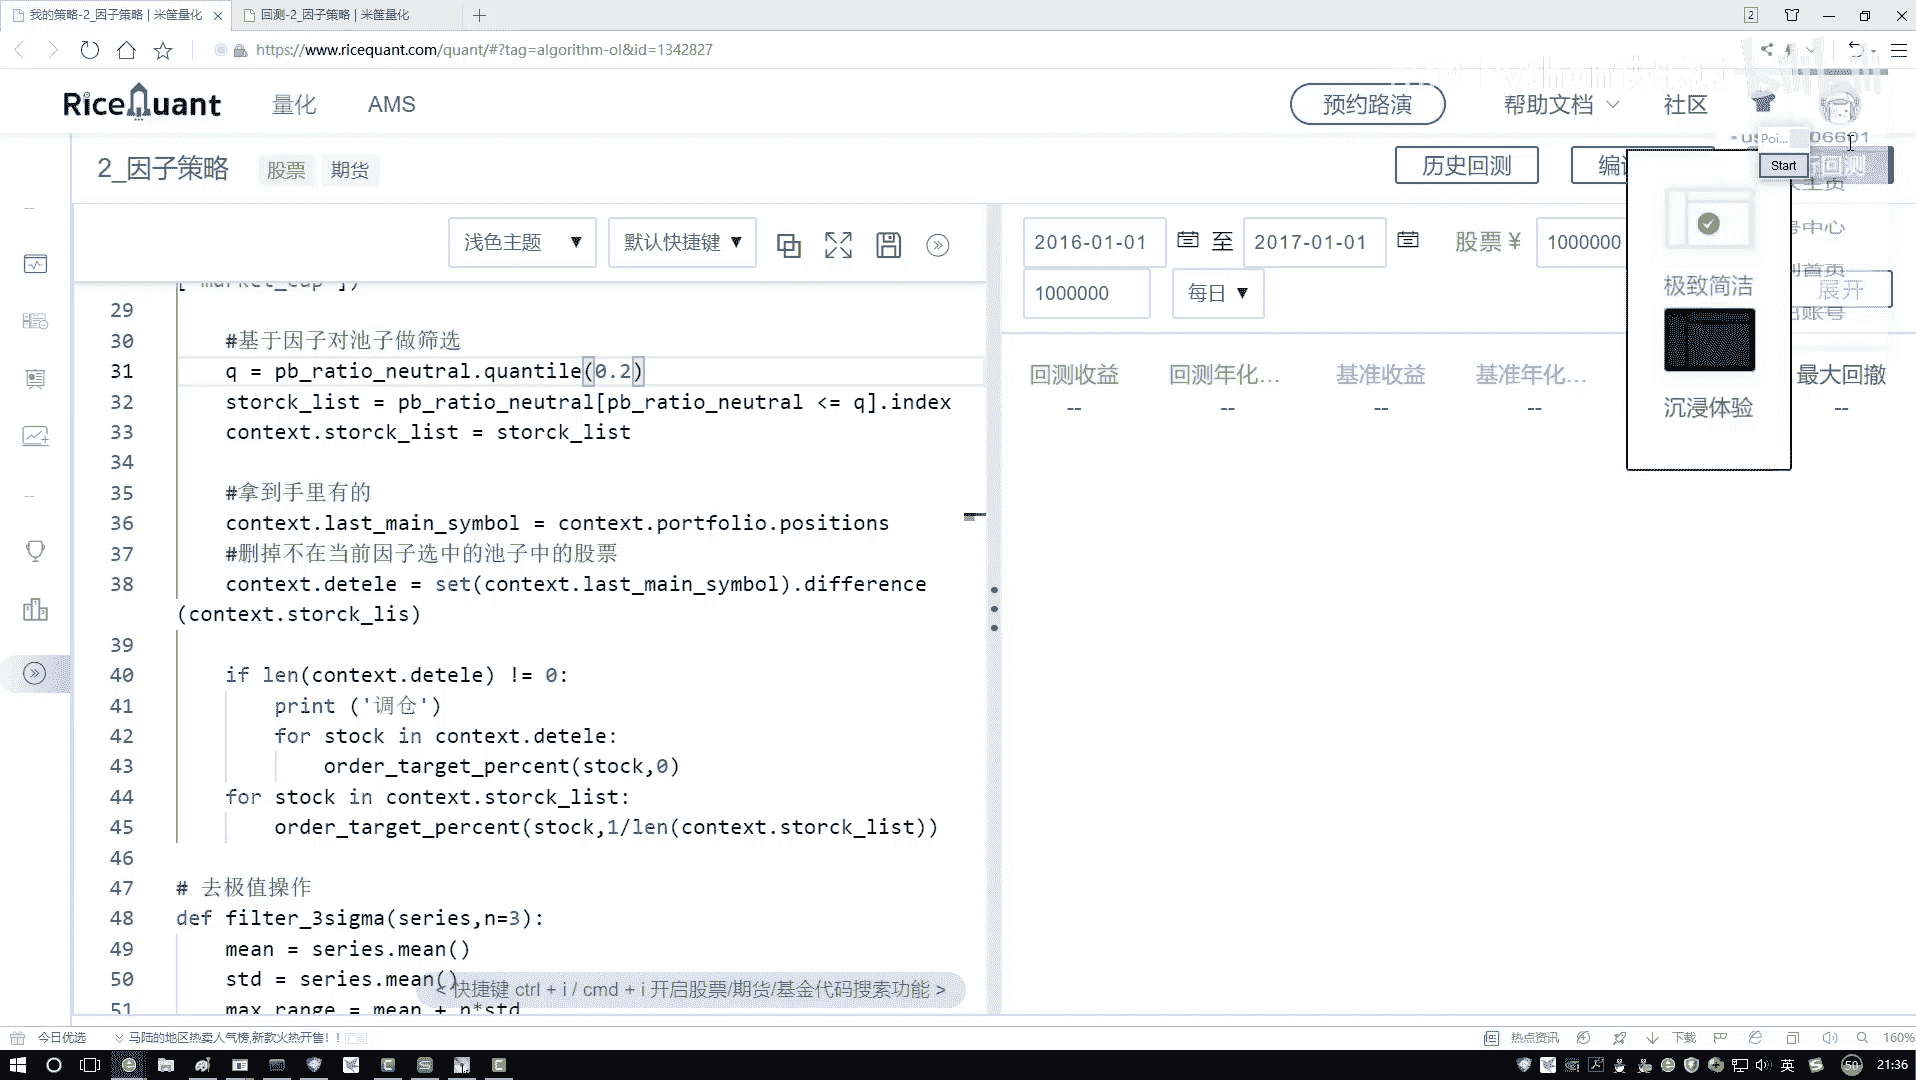 我的策略-2_因子策略 | 米筐量化
回测-2_因子策略 | 米筐量化
2
https://www.ricequant.com/quant/#?tag=algorithm-ol&id=1342827
RiceQuant 量化 AMS
预约路演 帮助文档 社区
2_因子策略 股票 期货
历史回测
Poi...
Start
06601
浅色主题 默认快捷键
2016-01-01 至 2017-01-01 股票 ¥ 1000000
1000000 每日
展开
极致简洁
沉浸体验
回测收益 回测年化... 基准收益 基准年化... 最大回撤
-- -- -- -- --
29
30 #基于因子对池子做筛选
31 q = pb_ratio_neutral.quantile(0.2)
32 storck_list = pb_ratio_neutral[pb_ratio_neutral <= q].index
33 context.storck_list = storck_list
34
35 #拿到手里有的
36 context.last_main_symbol = context.portfolio.positions
37 #删掉不在当前因子选中的池子中的股票
38 context.detele = set(context.last_main_symbol).difference
(context.storck_lis)
39
40 if len(context.detele) != 0:
41 print ('调仓')
42 for stock in context.detele:
43 order_target_percent(stock,0)
44 for stock in context.storck_list:
45 order_target_percent(stock,1/len(context.storck_list))
46
47 # 去极值操作
48 def filter_3sigma(series,n=3):
49 mean = series.mean()
50 std = series.mean()
51 max_range = mean + n*std
< 快捷键 ctrl + i / cmd + i 开启股票/期货/基金代码搜索功能 >
今日优选 马陆的地区热卖人气榜,新款火热开售！！
热点资讯 下载 160%
英 50 21:36